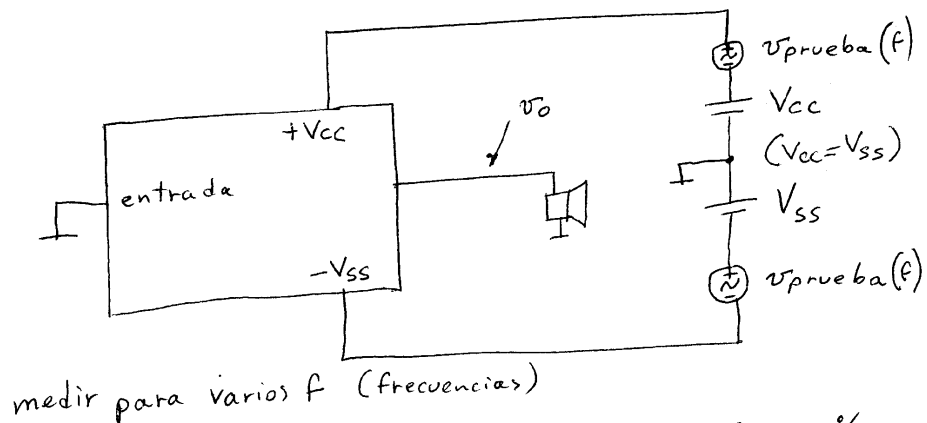 vprueba(f)
Vcc
(Vcc=Vss)
Vss
vprueba(f)
vo
+Vcc
entrada
-Vss
medir para varios f (frecuencias)